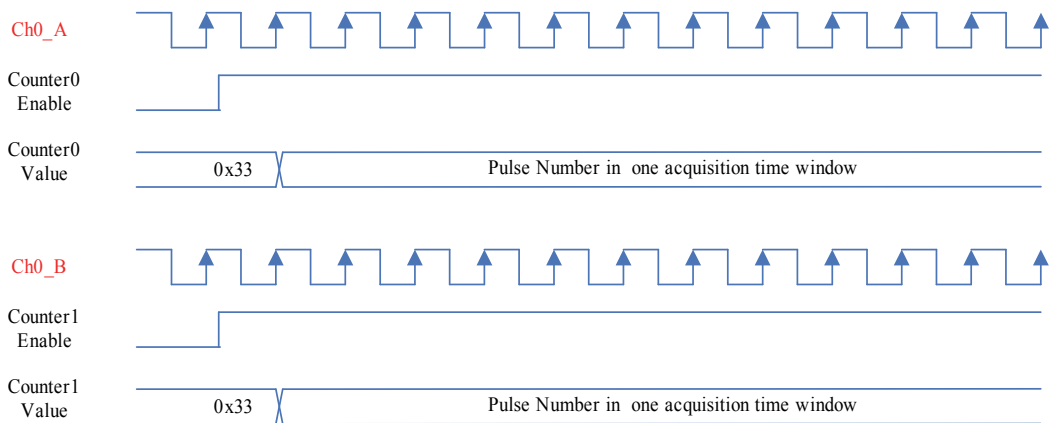 Ch0_A
Counter0
Enable
Counter0
Value
0x33
Pulse Number in one acquisition time window
Ch0_B
Counter1
Enable
Counter1
Value
0x33
Pulse Number in one acquisition time window